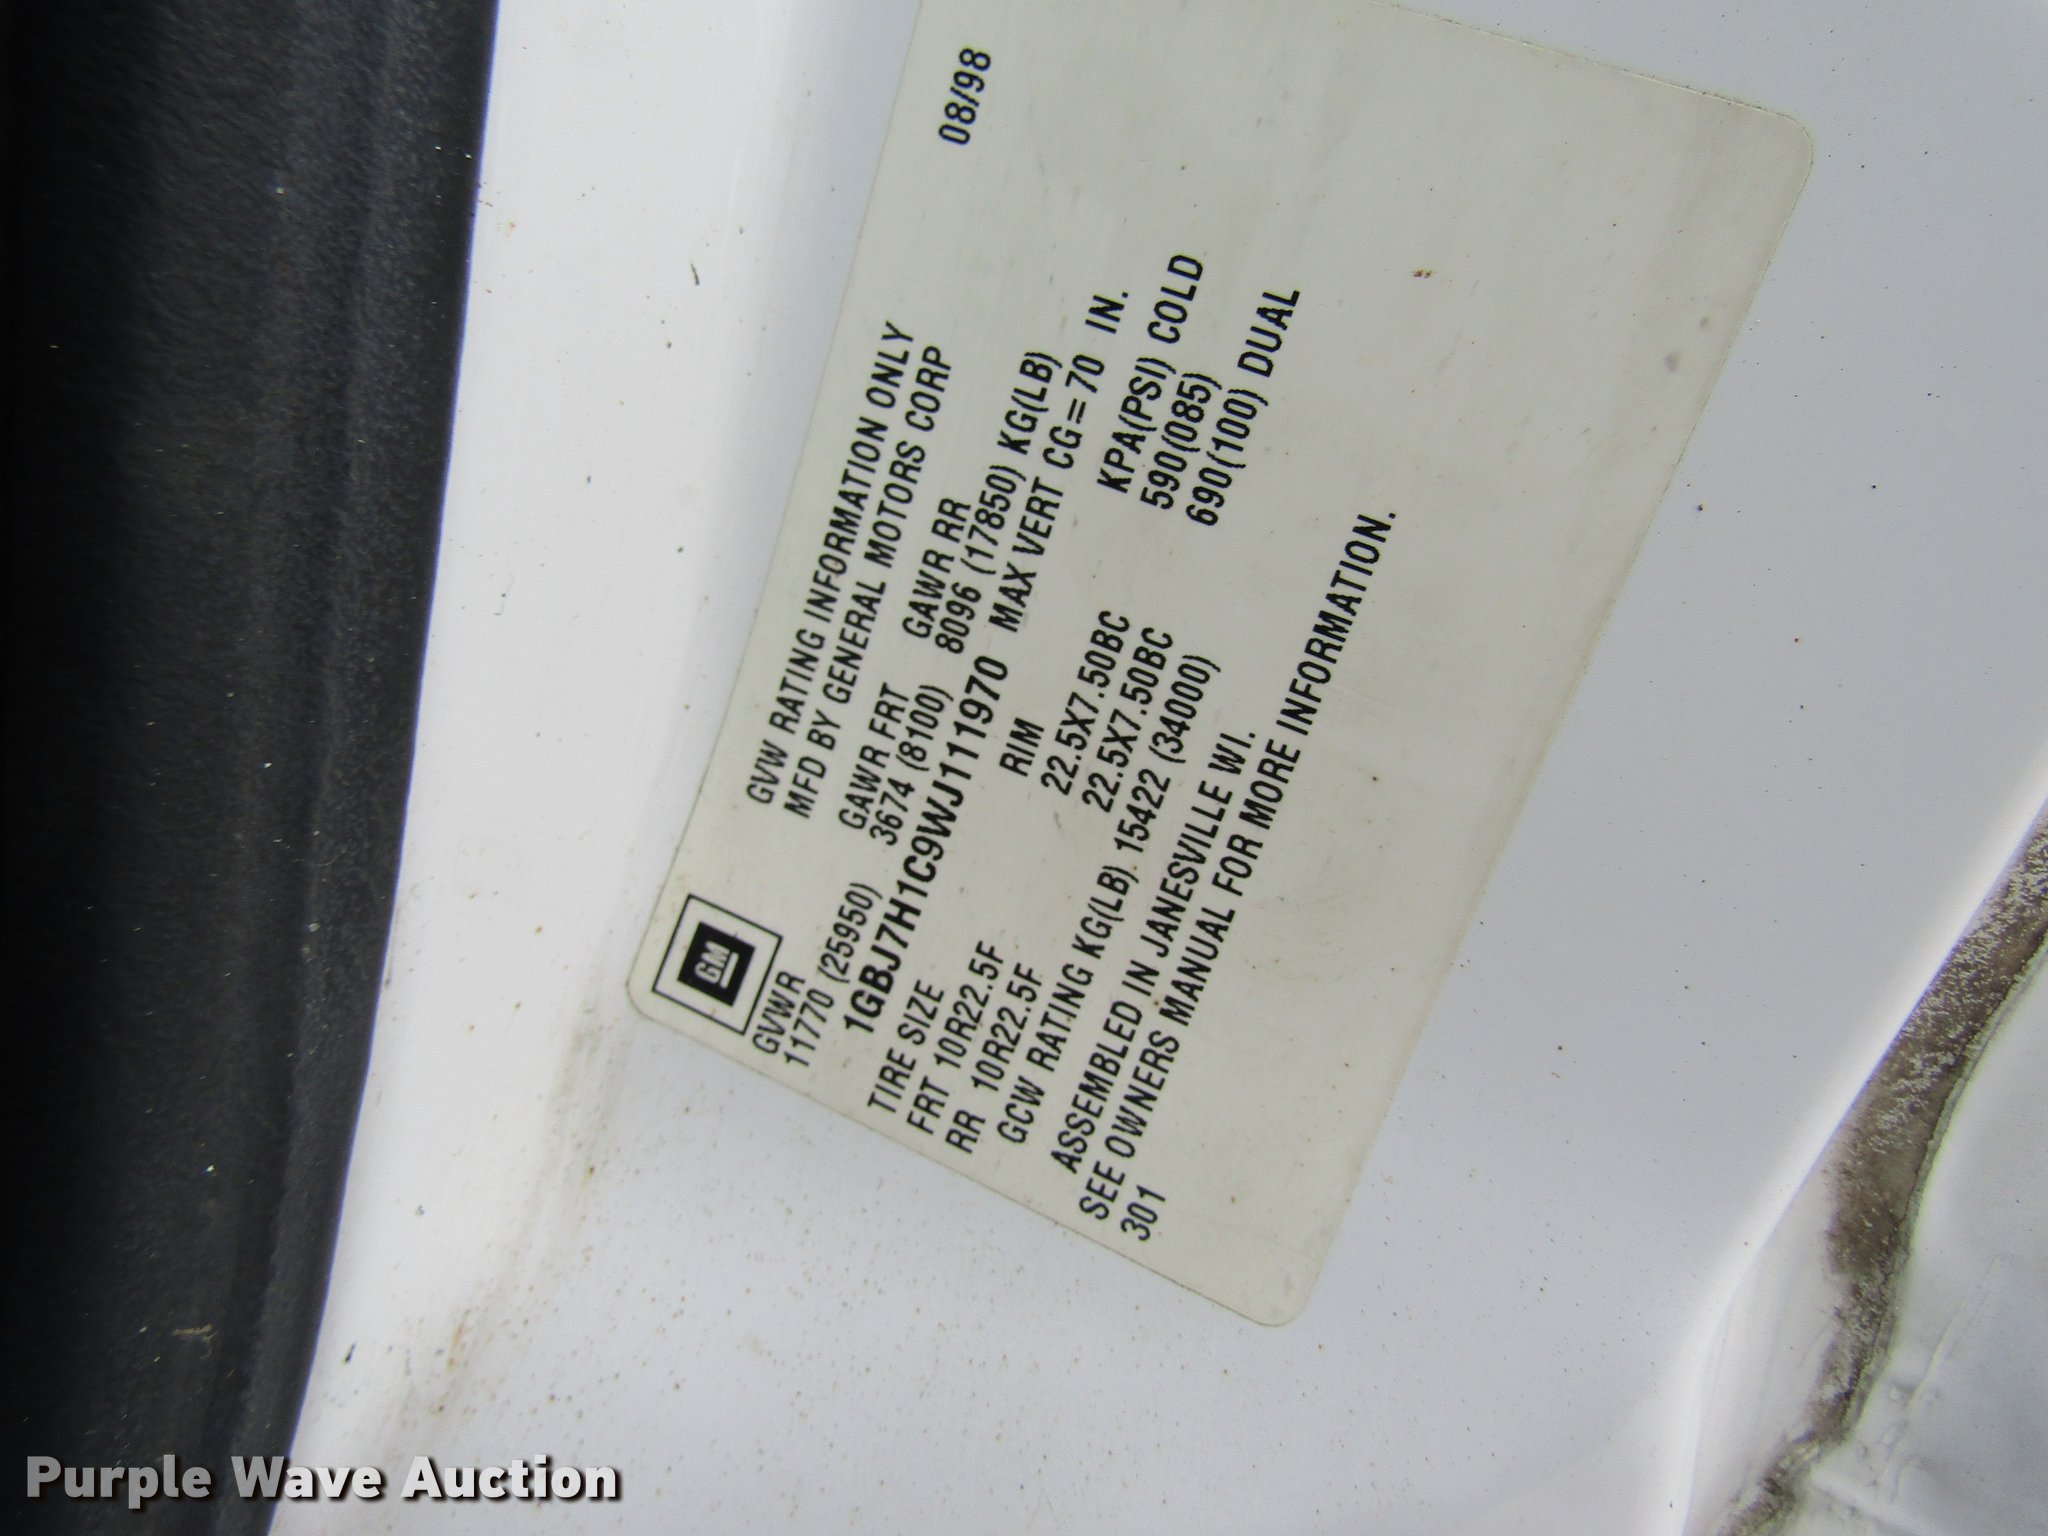 08/98
GVW RATING INFORMATION ONLY
MFD BY GENERAL MOTORS CORP
GM
GVWR GAWR FRT GAWR RR
11770 (25950) 3674 (8100) 8096 (17850) KG(LB)
1GBJ7H1C9WJ111970 MAX VERT CG=70 IN.
TIRE SIZE RIM KPA(PSI) COLD
FRT 10R22.5F 22.5X7.50BC 590(085)
RR 10R22.5F 22.5X7.50BC 690(100) DUAL
GCW RATING KG(LB) 15422 (34000)
ASSEMBLED IN JANESVILLE WI.
SEE OWNERS MANUAL FOR MORE INFORMATION.
301
Purple Wave Auction